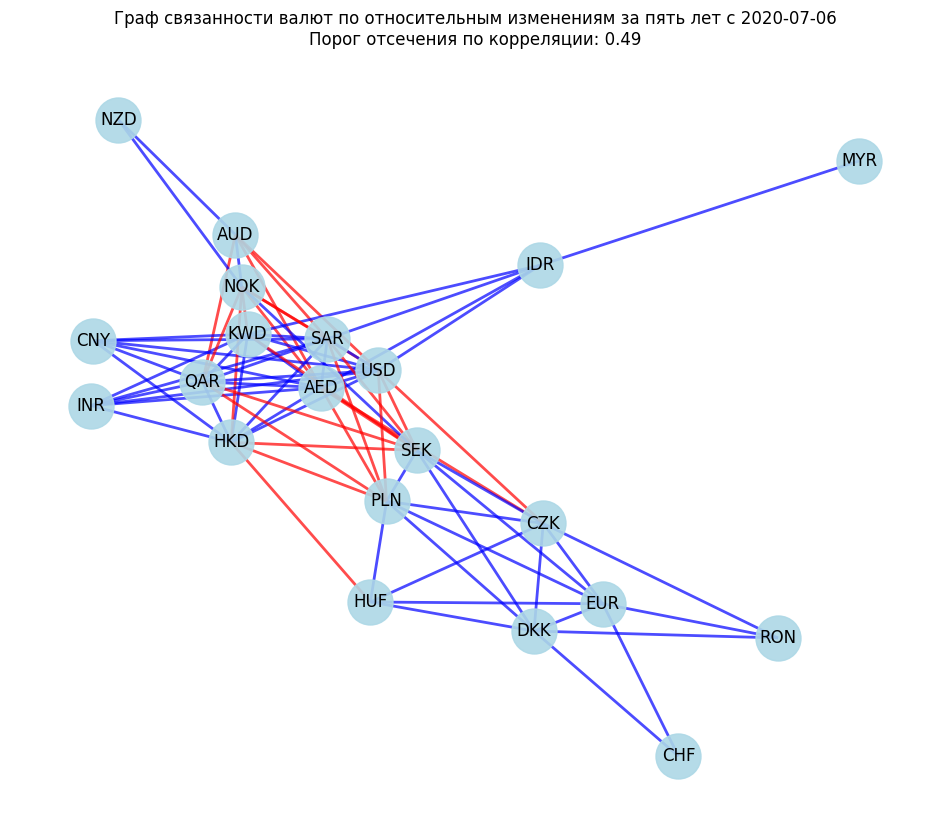 Граф связанности валют по относительным изменениям за пять лет с 2020-07-06
Порог отсечения по корреляции: 0.49
NZD
MYR
AUD
IDR
NOK
KWD
SAR
CNY
USD
QAR
AED
INR
HKD
SEK
PLN
CZK
HUF
EUR
DKK
RON
CHF